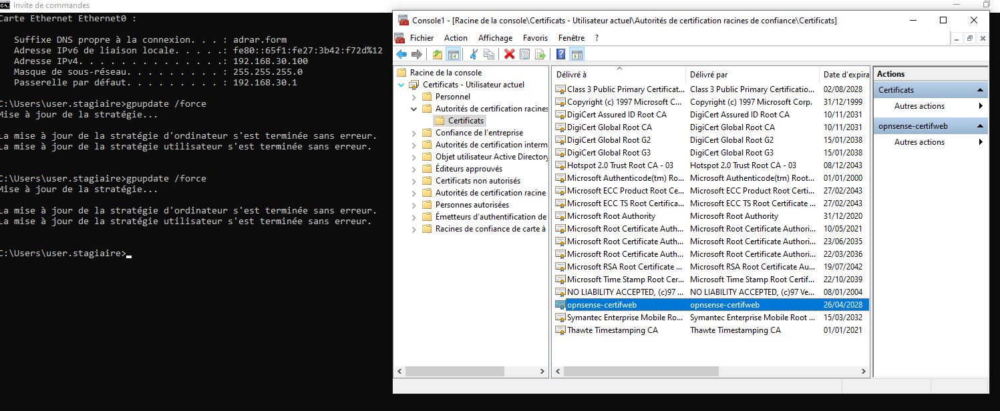 Invite de commandes
Carte Ethernet Ethernet0 :
Suffixe DNS propre à la connexion. . . : adrar.form
Adresse IPv6 de liaison locale. . . . .: fe80::65f1:fe27:3b42:f72d%12
Adresse IPv4. . . . . . . . . . . . . .: 192.168.30.100
Masque de sous-réseau. . . . . . . . . : 255.255.255.0
Passerelle par défaut. . . . . . . . . : 192.168.30.1
C:\Users\user.stagiaire>gpupdate /force
Mise à jour de la stratégie...
La mise à jour de la stratégie d'ordinateur s'est terminée sans erreur.
La mise à jour de la stratégie utilisateur s'est terminée sans erreur.
C:\Users\user.stagiaire>gpupdate /force
Mise à jour de la stratégie...
La mise à jour de la stratégie d'ordinateur s'est terminée sans erreur.
La mise à jour de la stratégie utilisateur s'est terminée sans erreur.
C:\Users\user.stagiaire>
Console1 - [Racine de la console\Certificats - Utilisateur actuel\Autorités de certification racines de confiance\Certificats]
Fichier Action Affichage Favoris Fenêtre ?
Racine de la console
Certificats - Utilisateur actuel
Personnel
Autorités de certification racines
Certificats
Confiance de l'entreprise
Autorités de certification interm
Objet utilisateur Active Directory
Éditeurs approuvés
Certificats non autorisés
Autorités de certification racine
Personnes autorisées
Émetteurs d'authentification de
Racines de confiance de carte à
Délivré à Délivré par Date d'expira
Class 3 Public Primary Certificat... Class 3 Public Primary Certificatio... 02/08/2028
Copyright (c) 1997 Microsoft C... Copyright (c) 1997 Microsoft Corp. 31/12/1999
DigiCert Assured ID Root CA DigiCert Assured ID Root CA 10/11/2031
DigiCert Global Root CA DigiCert Global Root CA 10/11/2031
DigiCert Global Root G2 DigiCert Global Root G2 15/01/2038
DigiCert Global Root G3 DigiCert Global Root G3 15/01/2038
Hotspot 2.0 Trust Root CA - 03 Hotspot 2.0 Trust Root CA - 03 08/12/2043
Microsoft Authenticode(tm) Ro... Microsoft Authenticode(tm) Root... 01/01/2000
Microsoft ECC Product Root Ce... Microsoft ECC Product Root Certi... 27/02/2043
Microsoft ECC TS Root Certifica... Microsoft ECC TS Root Certificate ... 27/02/2043
Microsoft Root Authority Microsoft Root Authority 31/12/2020
Microsoft Root Certificate Auth... Microsoft Root Certificate Authori... 10/05/2021
Microsoft Root Certificate Auth... Microsoft Root Certificate Authori... 23/06/2035
Microsoft Root Certificate Auth... Microsoft Root Certificate Authori... 22/03/2036
Microsoft RSA Root Certificate ... Microsoft RSA Root Certificate Au... 19/07/2042
Microsoft Time Stamp Root Cer... Microsoft Time Stamp Root Certif... 22/10/2039
NO LIABILITY ACCEPTED, (c)97 ... NO LIABILITY ACCEPTED, (c)97 Ve... 08/01/2004
opnsense-certifweb opnsense-certifweb 26/04/2028
Symantec Enterprise Mobile Ro... Symantec Enterprise Mobile Root ... 15/03/2032
Thawte Timestamping CA Thawte Timestamping CA 01/01/2021
Actions
Certificats
Autres actions
opnsense-certifweb
Autres actions